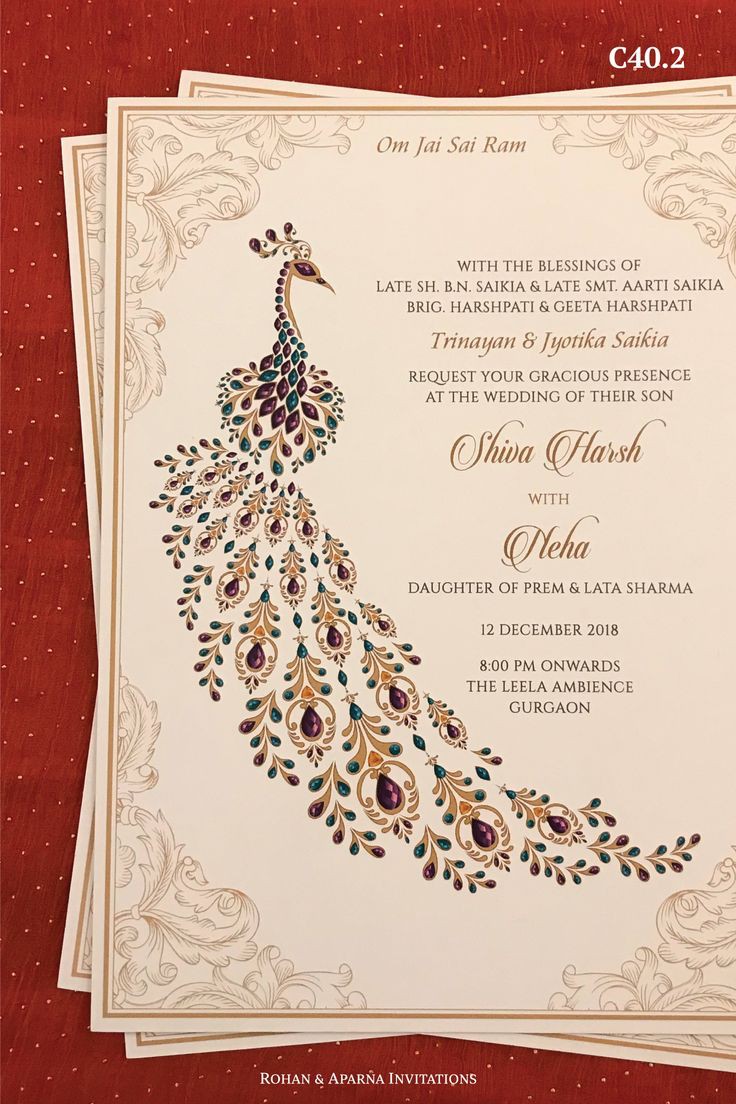 C40.2
Om Jai Sai Ram
WITH THE BLESSINGS OF
LATE SH. B.N. SAIKIA & LATE SMT. AARTI SAIKIA
BRIG. HARSHPATI & GEETA HARSHPATI
Trinayan & Jyotika Saikia
REQUEST YOUR GRACIOUS PRESENCE
AT THE WEDDING OF THEIR SON
Shiva Harsh
WITH
Neha
DAUGHTER OF PREM & LATA SHARMA
12 DECEMBER 2018
8:00 PM ONWARDS
THE LEELA AMBIENCE
GURGAON
ROHAN & APARNA INVITATIONS